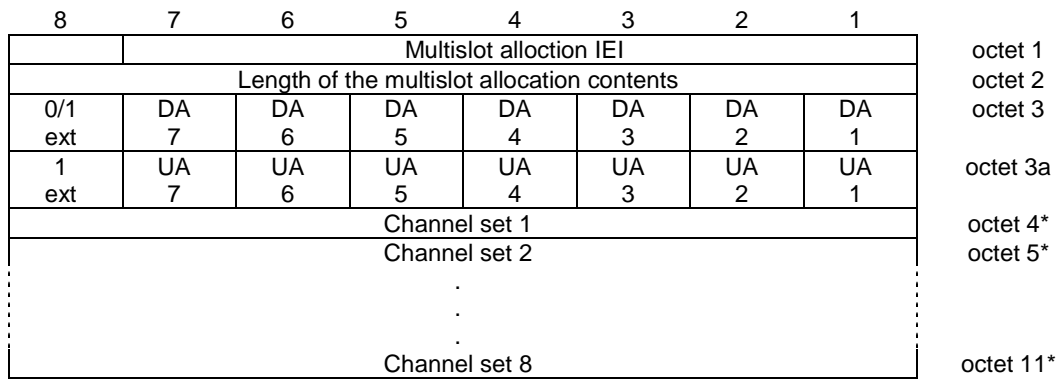 8 7 6 5 4 3 2 1
Multislot alloction IEI octet 1
Length of the multislot allocation contents octet 2
0/1 DA DA DA DA DA DA DA octet 3
ext 7 6 5 4 3 2 1
1 UA UA UA UA UA UA UA octet 3a
ext 7 6 5 4 3 2 1
Channel set 1 octet 4*
Channel set 2 octet 5*
.
.
.
Channel set 8 octet 11*